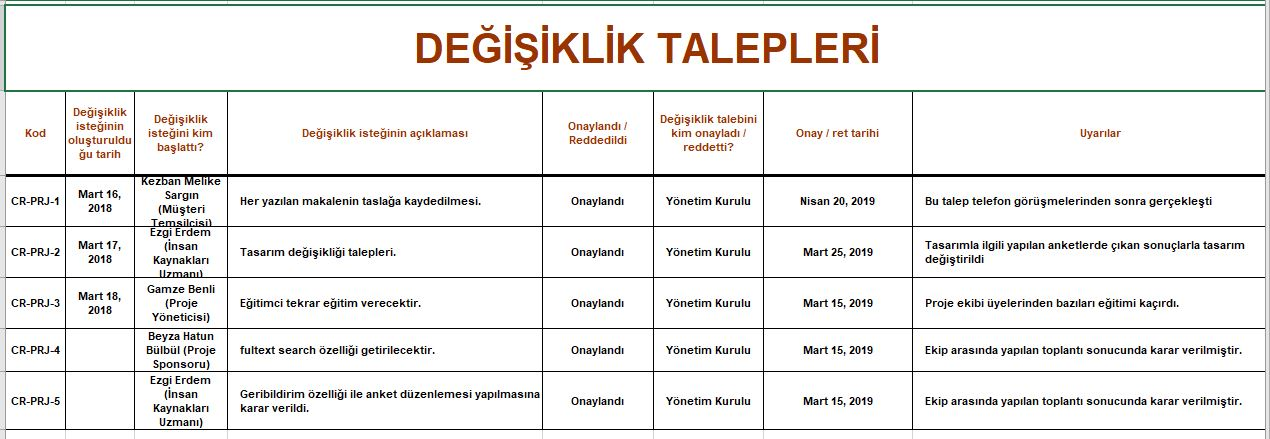 DEĞİŞİKLİK TALEPLERİ
Kod
Değişiklik
isteğinin
oluşturuldu
ğu tarih
Değişiklik
isteğini kim
başlattı?
Değişiklik isteğinin açıklaması
Onaylandı /
Reddedildi
Değişiklik talebini
kim onayladı /
reddetti?
Onay / ret tarihi
Uyarılar
CR-PRJ-1
Mart 16,
2018
Kezban Melike
Sargın
(Müşteri
Temsilcisi)
Her yazılan makalenin taslağa kaydedilmesi.
Onaylandı
Yönetim Kurulu
Nisan 20, 2019
Bu talep telefon görüşmelerinden sonra gerçekleşti
CR-PRJ-2
Mart 17,
2018
Ezgi Erdem
(İnsan
Kaynakları
Uzmanı)
Tasarım değişikliği talepleri.
Onaylandı
Yönetim Kurulu
Mart 25, 2019
Tasarımla ilgili yapılan anketlerde çıkan sonuçlarla tasarım
değiştirildi
CR-PRJ-3
Mart 18,
2018
Gamze Benli
(Proje
Yöneticisi)
Eğitimci tekrar eğitim verecektir.
Onaylandı
Yönetim Kurulu
Mart 15, 2019
Proje ekibi üyelerinden bazıları eğitimi kaçırdı.
CR-PRJ-4
Beyza Hatun
Bülbül (Proje
Sponsoru)
fultext search özelliği getirilecektir.
Onaylandı
Yönetim Kurulu
Mart 15, 2019
Ekip arasında yapılan toplantı sonucunda karar verilmiştir.
CR-PRJ-5
Ezgi Erdem
(İnsan
Kaynakları
Uzmanı)
Geribildirim özelliği ile anket düzenlemesi yapılmasına
karar verildi.
Onaylandı
Yönetim Kurulu
Mart 15, 2019
Ekip arasında yapılan toplantı sonucunda karar verilmiştir.